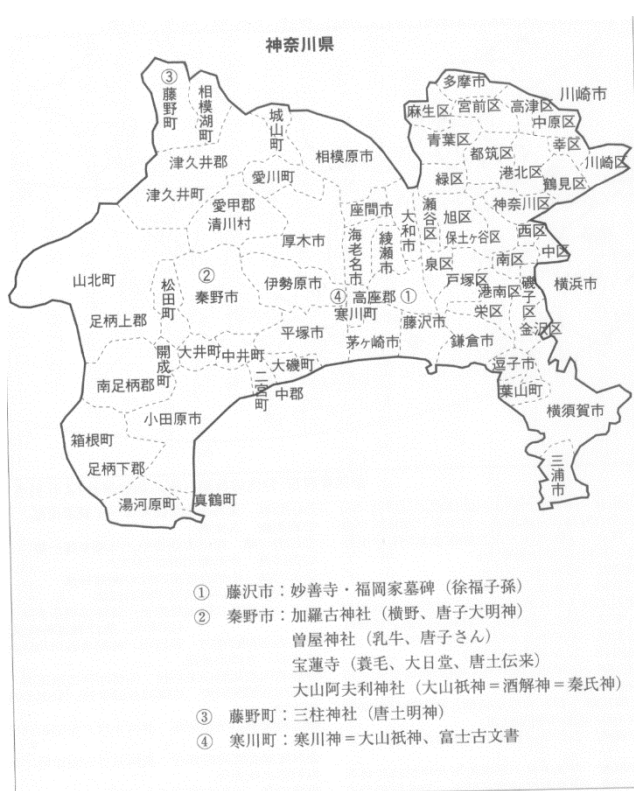 神奈川県
③
藤野町
相模湖町
城山町
相模原市
津久井郡
津久井町
愛川町
愛甲郡
清川村
厚木市
座間市
海老名市
綾瀬市
大和市
瀬谷区
多摩市
麻生区
宮前区
高津区
川崎市
中原区
青葉区
都筑区
幸区
川崎区
港北区
鶴見区
緑区
神奈川区
旭区
保土ヶ谷区
西区
中区
泉区
南区
戸塚区
港南区
磯子区
横浜市
栄区
金沢区
山北町
足柄上郡
松田町
②
秦野市
伊勢原市
④
寒川町
高座郡
①
藤沢市
鎌倉市
平塚市
茅ヶ崎市
開成町
大井町
中井町
大磯町
二宮町
中郡
逗子市
葉山町
横須賀市
三浦市
南足柄郡
小田原市
箱根町
足柄下郡
湯河原町
真鶴町
① 藤沢市：妙善寺・福岡家墓碑（徐福子孫）
② 秦野市：加羅古神社（横野、唐子大明神）
曽屋神社（乳牛、唐子さん）
宝蓮寺（蓑毛、大日堂、唐土伝来）
大山阿夫利神社（大山祇神＝酒解神＝秦氏神）
③ 藤野町：三柱神社（唐土明神）
④ 寒川町：寒川神＝大山祇神、富士古文書